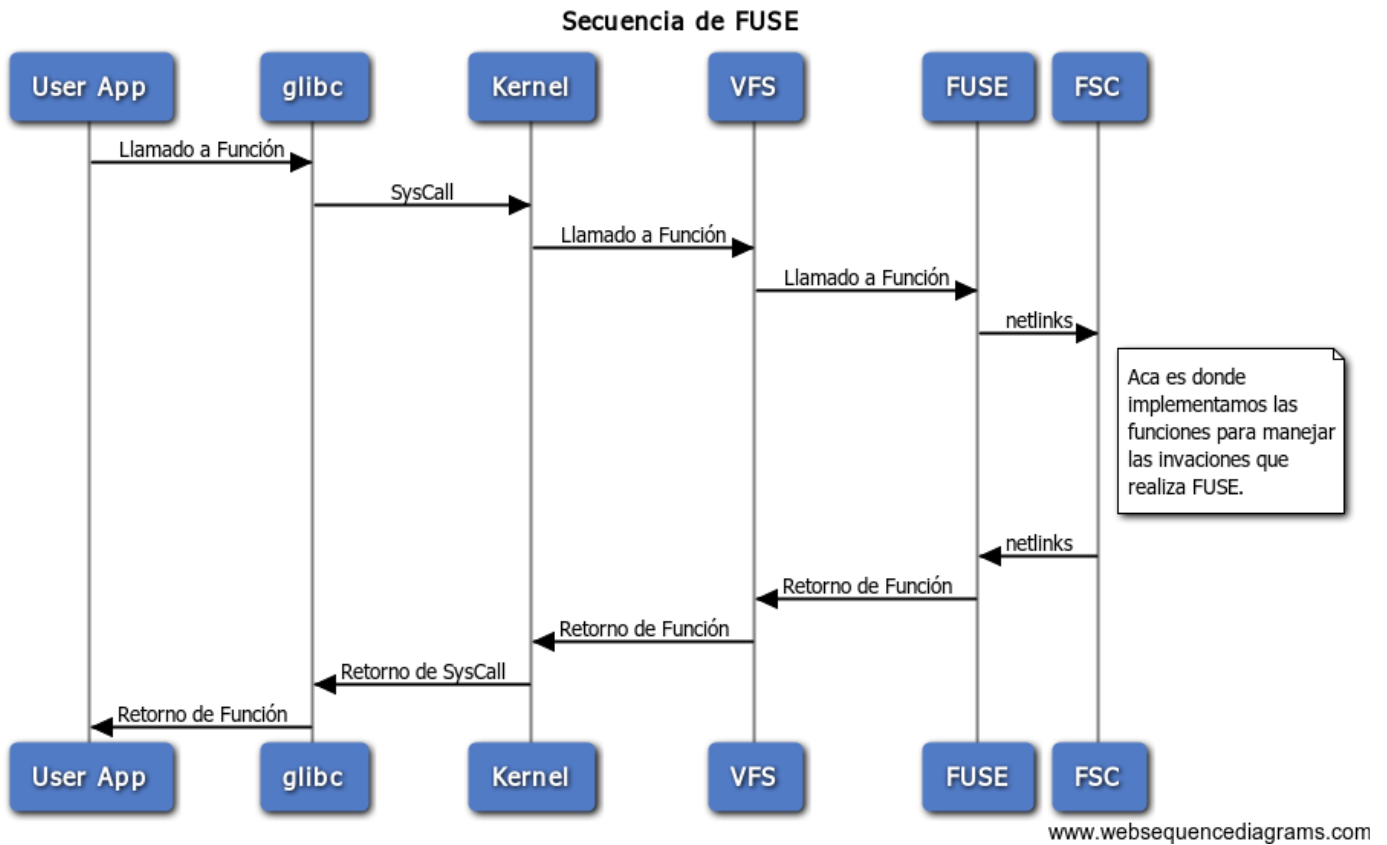 Secuencia de FUSE
User App
glibc
Kernel
VFS
FUSE
FSC
Llamado a Función
SysCall
Llamado a Función
Llamado a Función
netlinks
Aca es donde
implementamos las
funciones para manejar
las invaciones que
realiza FUSE.
netlinks
Retorno de Función
Retorno de Función
Retorno de SysCall
Retorno de Función
User App
glibc
Kernel
VFS
FUSE
FSC
www.websequencediagrams.com